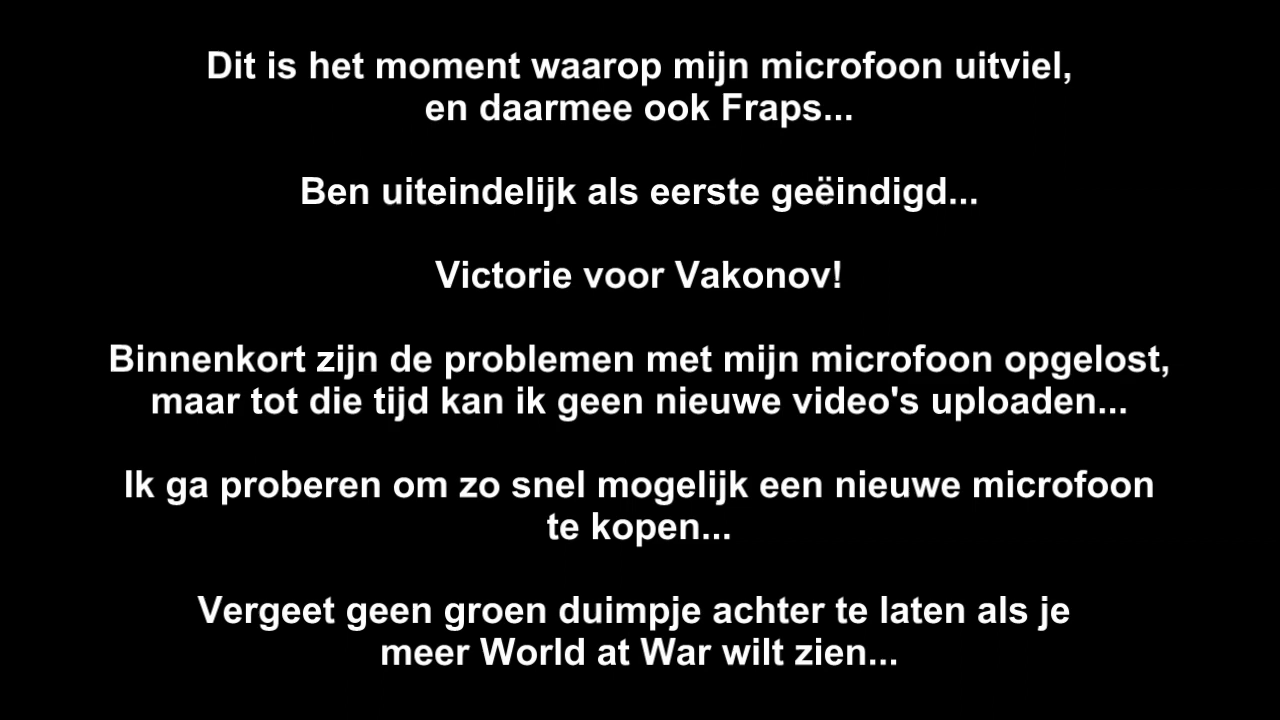 Dit is het moment waarop mijn microfoon uitviel,
en daarmee ook Fraps...
Ben uiteindelijk als eerste geëindigd...
Victorie voor Vakonov!
Binnenkort zijn de problemen met mijn microfoon opgelost,
maar tot die tijd kan ik geen nieuwe video's uploaden...
Ik ga proberen om zo snel mogelijk een nieuwe microfoon
te kopen...
Vergeet geen groen duimpje achter te laten als je
meer World at War wilt zien...